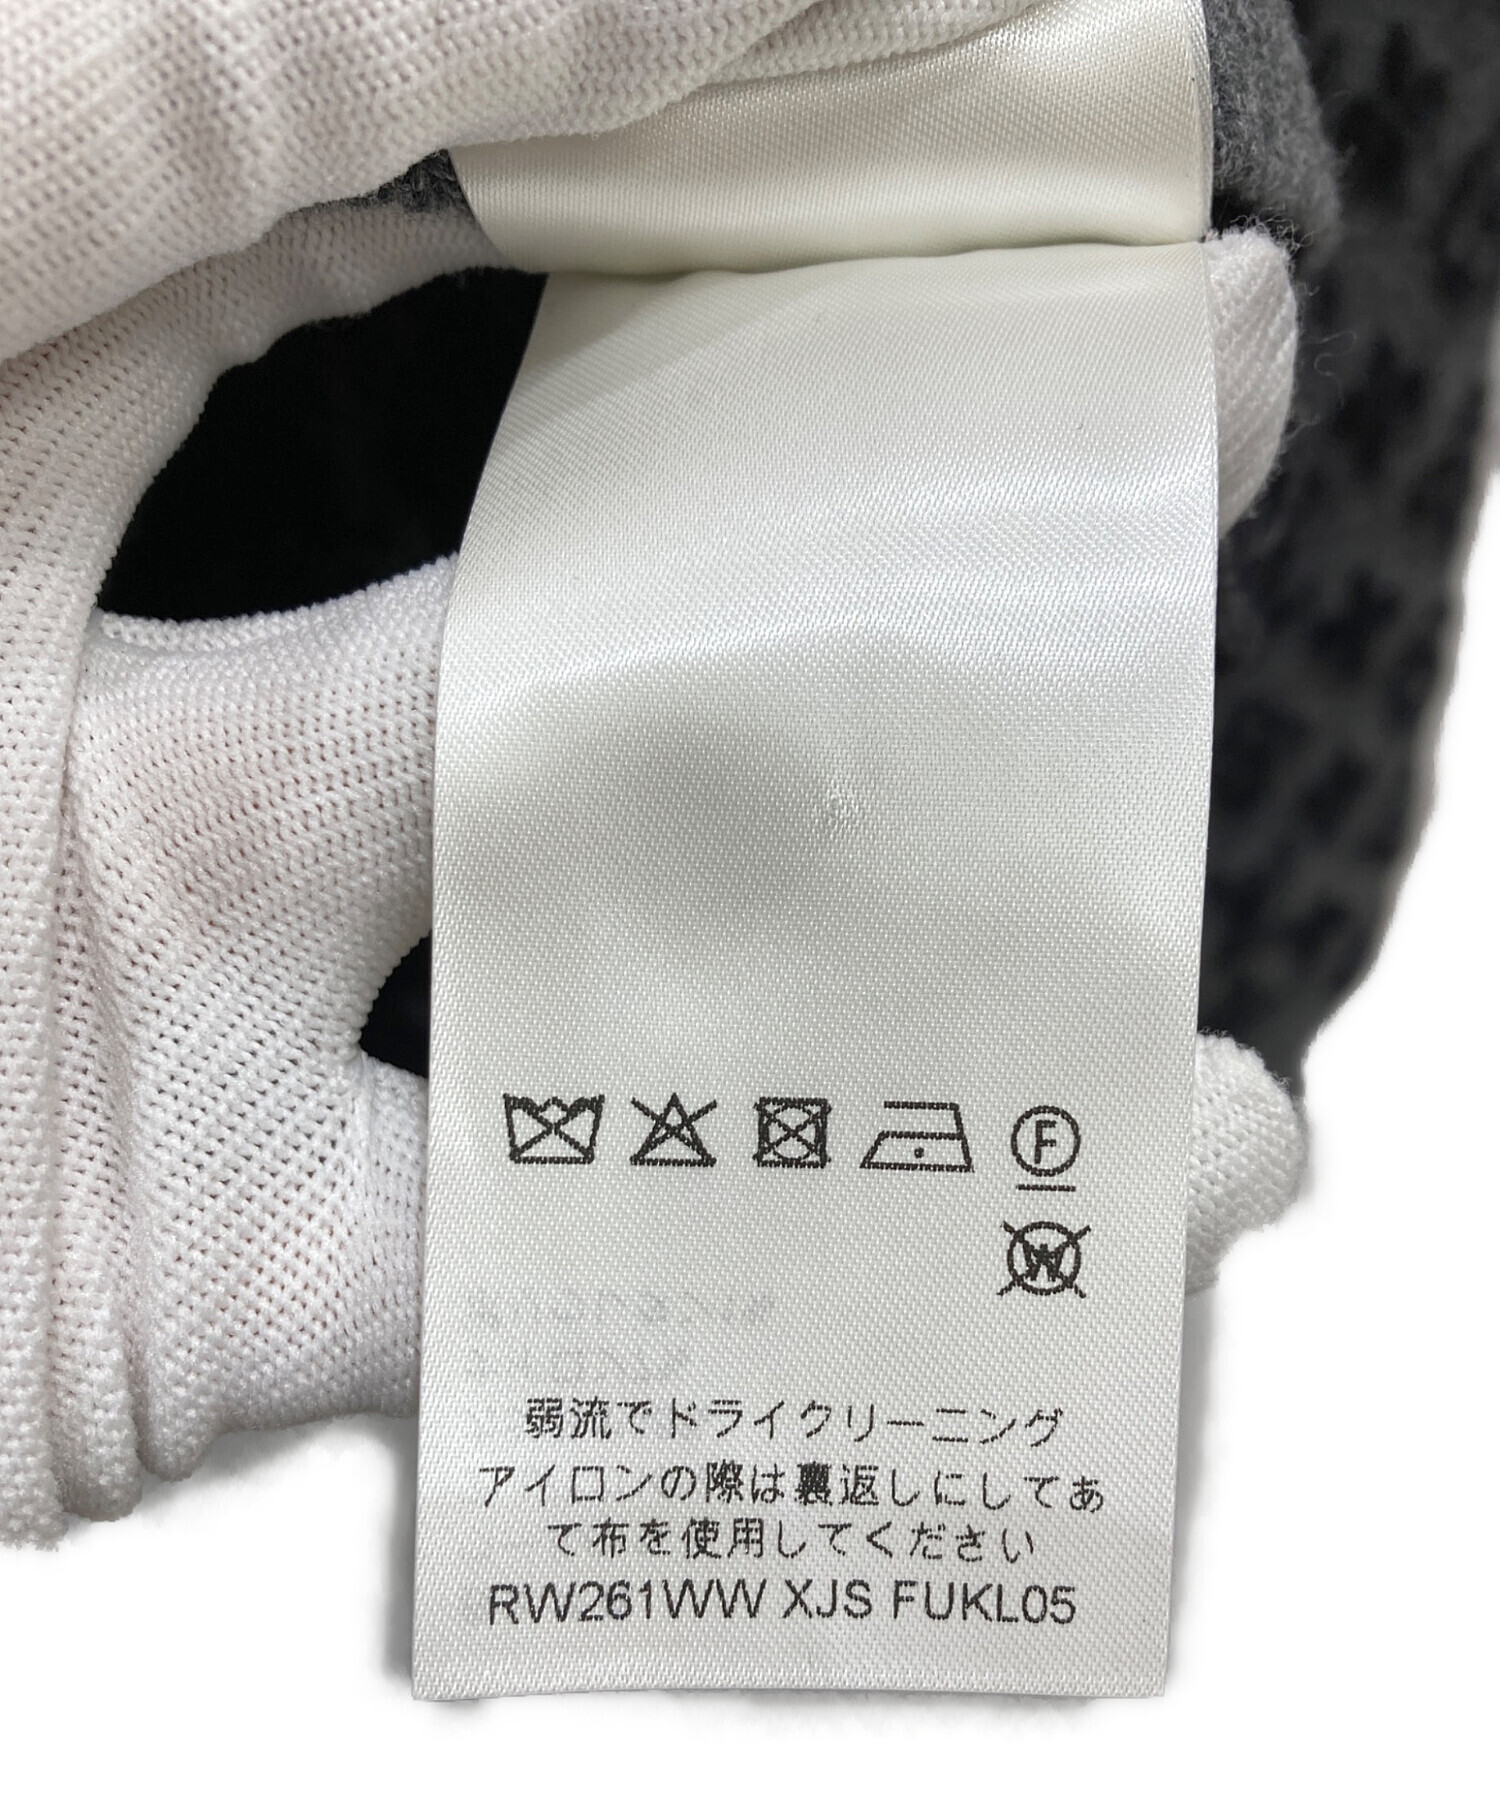 F
W
弱流でドライクリーニング
アイロンの際は裏返しにしてあ
て布を使用してください
RW261WW XJS FUKL05